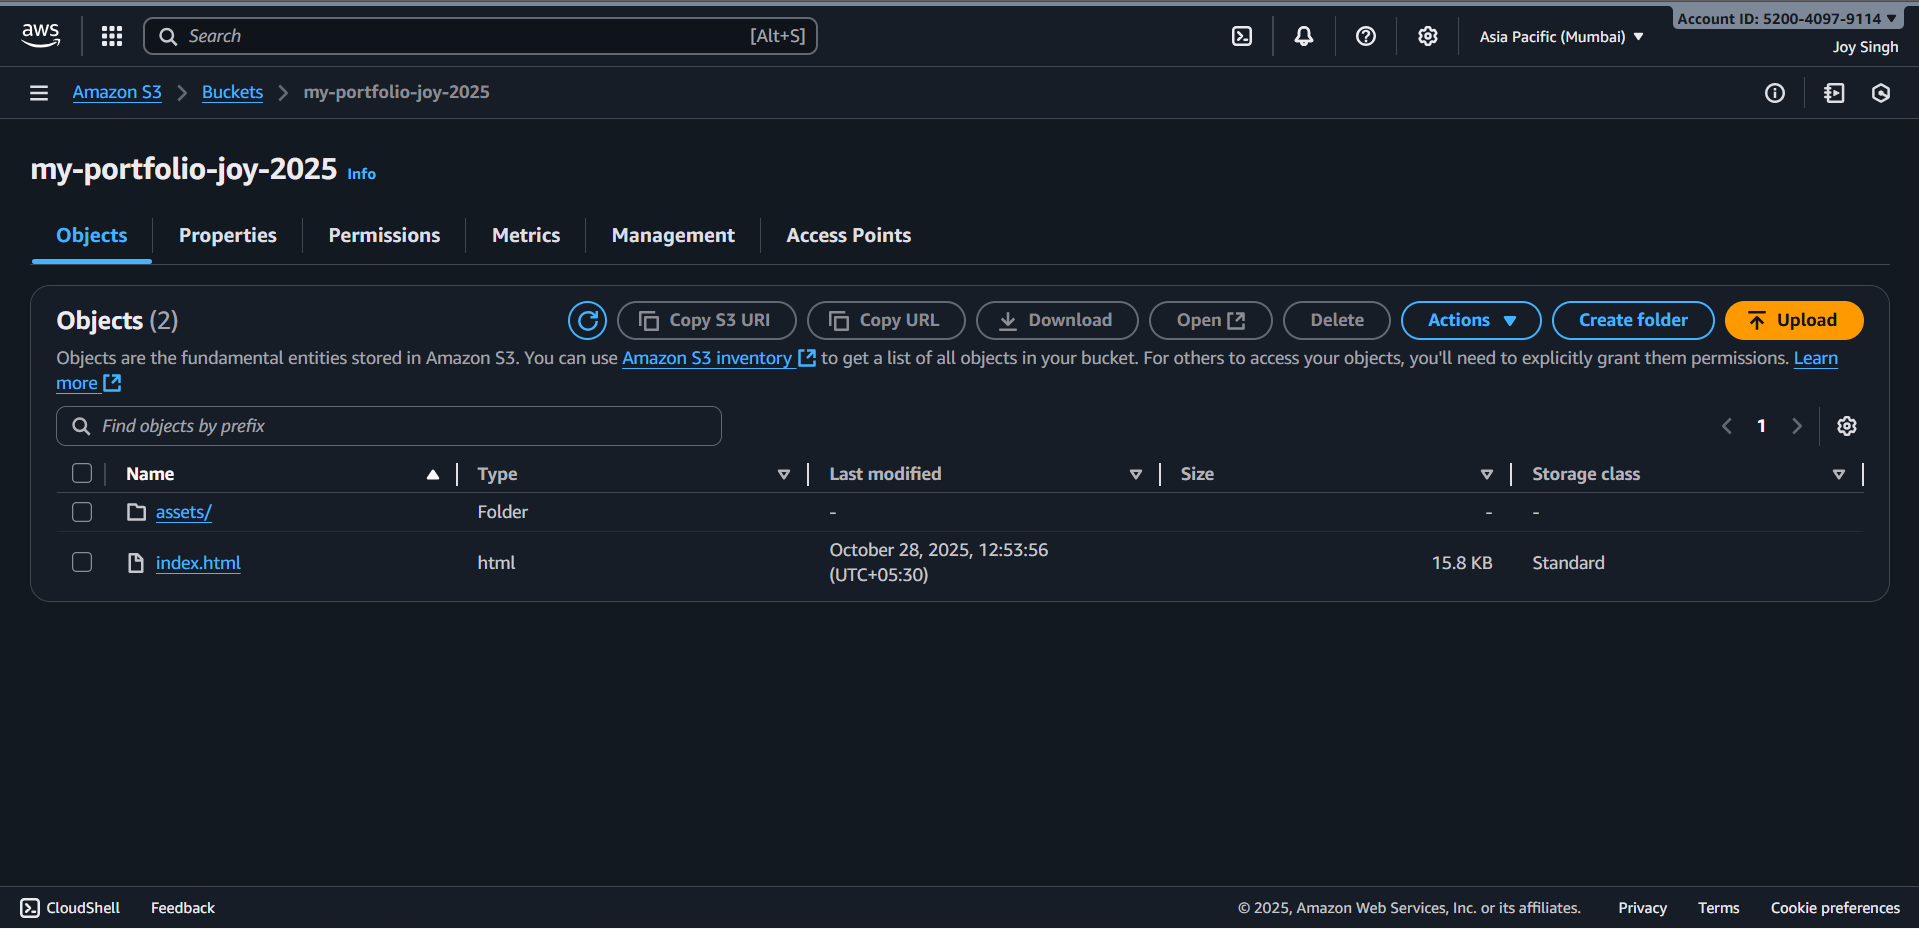 aws
Search
[Alt+S]
Asia Pacific (Mumbai)
Account ID: 5200-4097-9114
Joy Singh
Amazon S3
Buckets
my-portfolio-joy-2025
my-portfolio-joy-2025 Info
Objects
Properties
Permissions
Metrics
Management
Access Points
Objects (2)
Copy S3 URI
Copy URL
Download
Open
Delete
Actions
Create folder
Upload
Objects are the fundamental entities stored in Amazon S3. You can use Amazon S3 inventory to get a list of all objects in your bucket. For others to access your objects, you'll need to explicitly grant them permissions. Learn
more
Find objects by prefix
1
Name
Type
Last modified
Size
Storage class
assets/
Folder
-
-
-
index.html
html
October 28, 2025, 12:53:56
(UTC+05:30)
15.8 KB
Standard
CloudShell
Feedback
© 2025, Amazon Web Services, Inc. or its affiliates.
Privacy
Terms
Cookie preferences